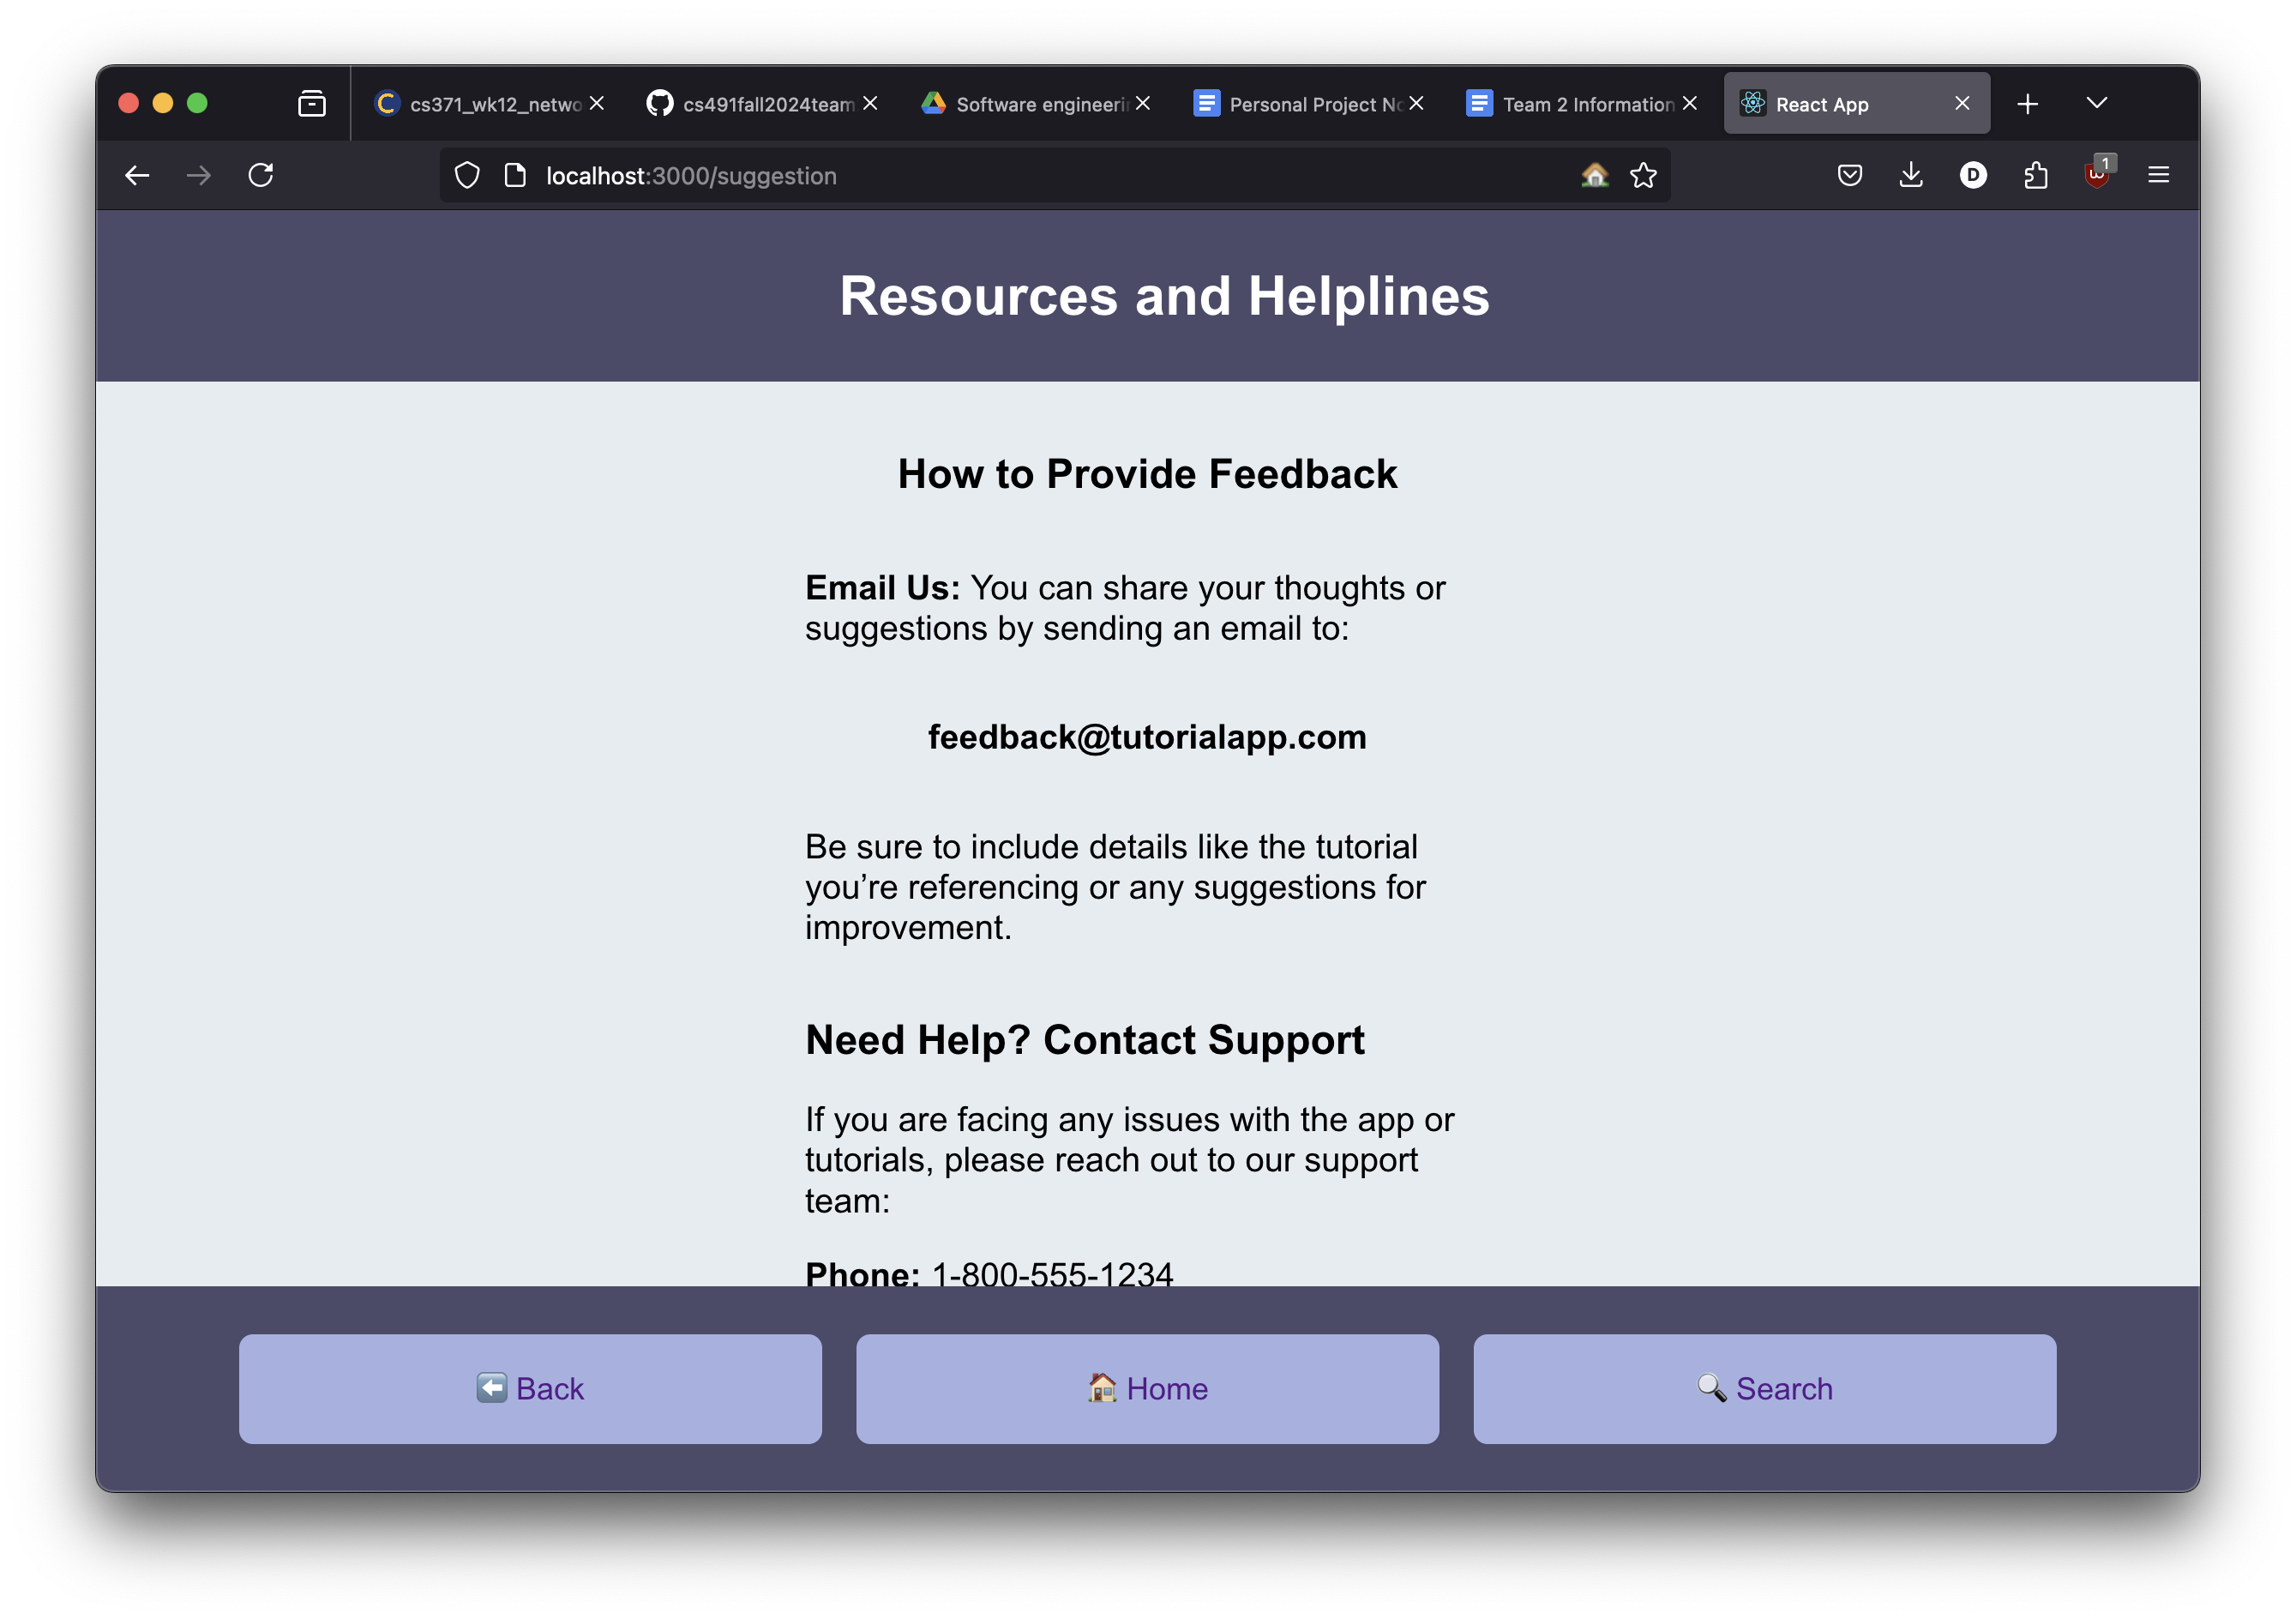 cs371_wk12_netwo
cs491fall2024team
Software engineerin
Personal Project No
Team 2 Information
React App
localhost:3000/suggestion
D
1
Resources and Helplines
How to Provide Feedback
Email Us: You can share your thoughts or
suggestions by sending an email to:
feedback@tutorialapp.com
Be sure to include details like the tutorial
you’re referencing or any suggestions for
improvement.
Need Help? Contact Support
If you are facing any issues with the app or
tutorials, please reach out to our support
team:
Phone: 1-800-555-1234
Back
Home
Search